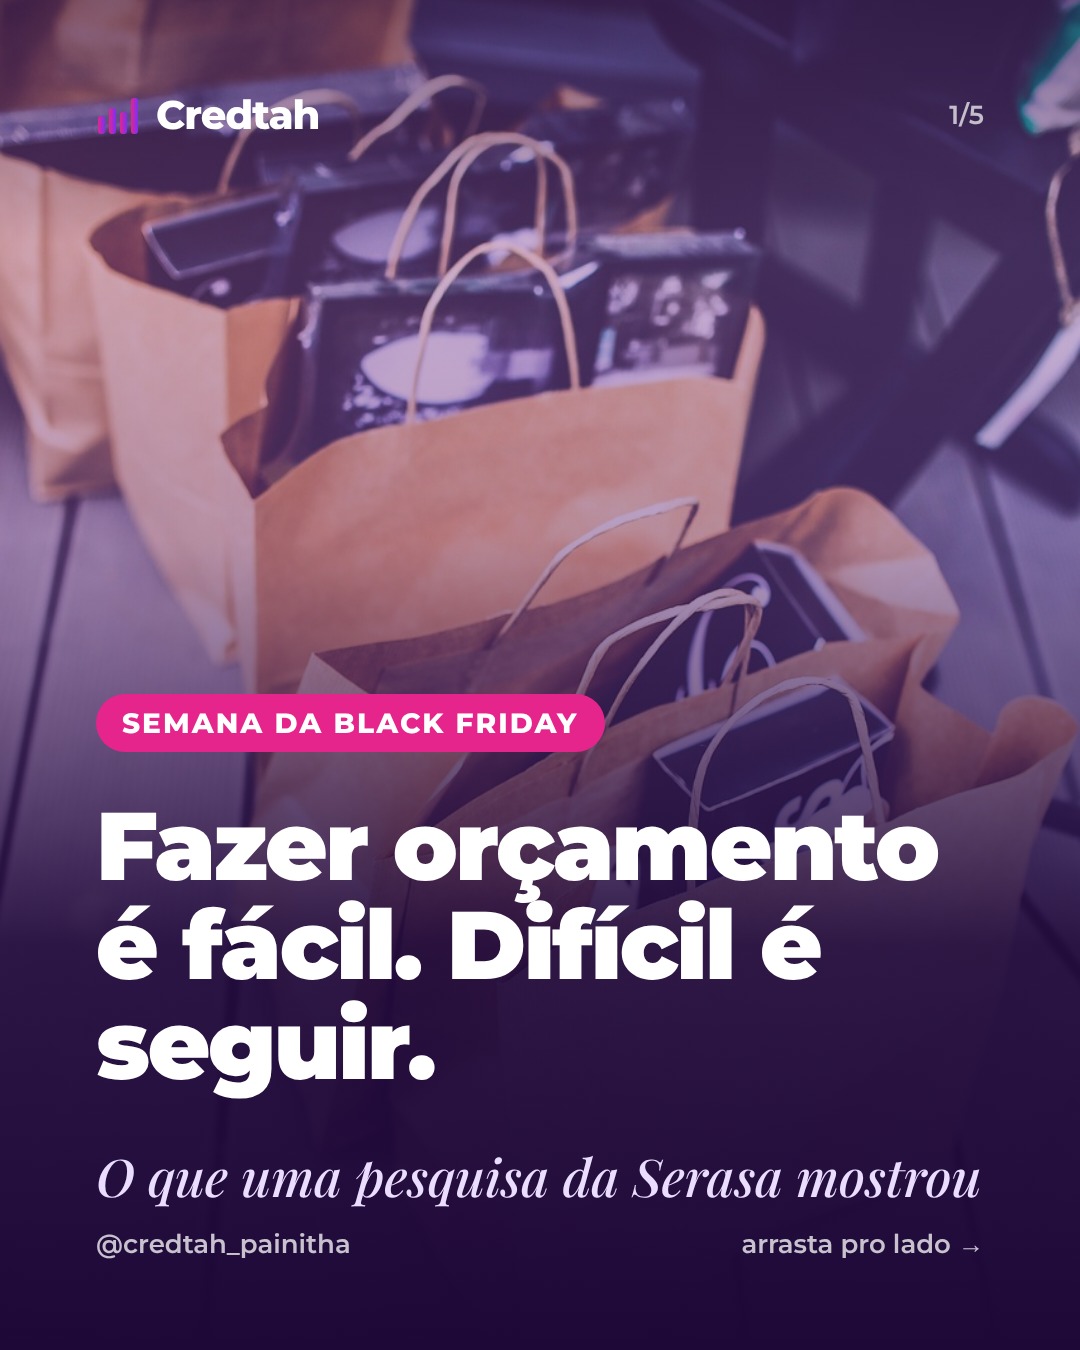 Credtah
1/5
SEMANA DA BLACK FRIDAY
Fazer orçamento
é fácil. Difícil é
seguir.
O que uma pesquisa da Serasa mostrou
@credtah_painitha
arrasta pro lado →